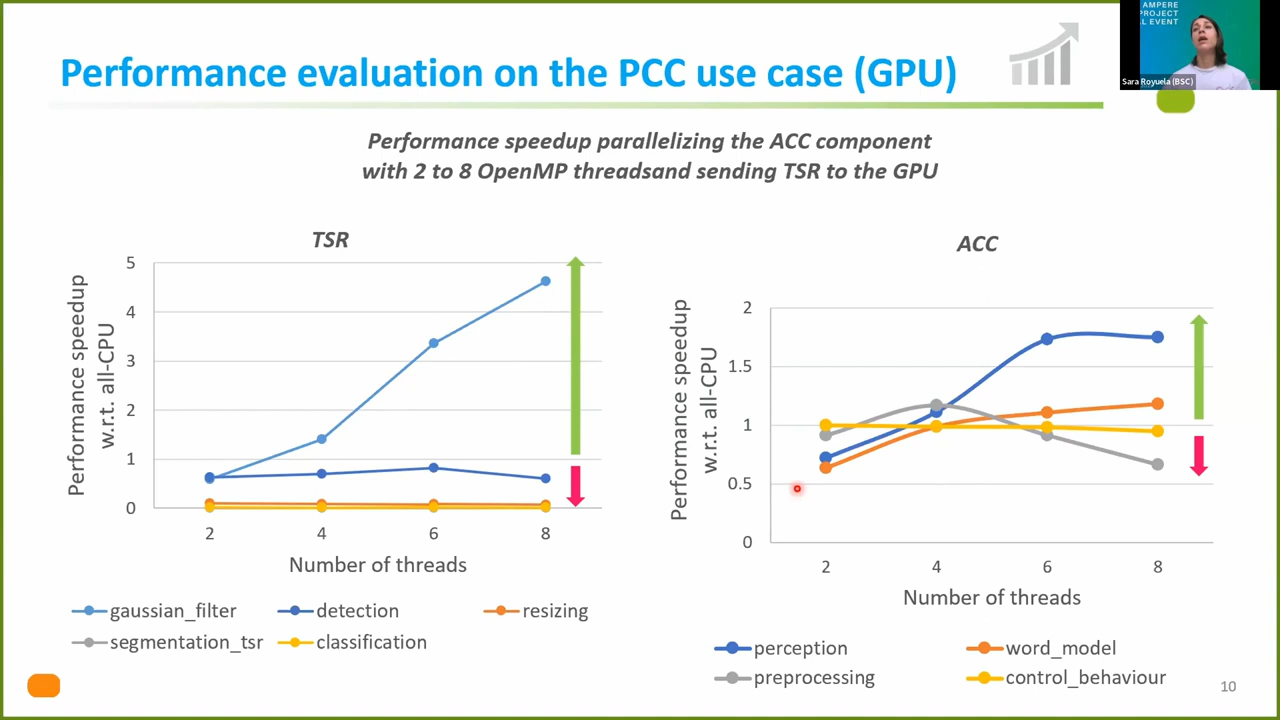 AMPERE
PROJECT
L EVENT
Sara Royuela (BSC)
Performance evaluation on the PCC use case (GPU)
Performance speedup parallelizing the ACC component
with 2 to 8 OpenMP threadsand sending TSR to the GPU
TSR
Performance speedup
w.r.t. all-CPU
5
4
3
2
1
0
2 4 6 8
Number of threads
gaussian_filter detection resizing
segmentation_tsr classification
ACC
Performance speedup
w.r.t. all-CPU
2
1.5
1
0.5
0
2 4 6 8
Number of threads
perception word_model
preprocessing control_behaviour
10